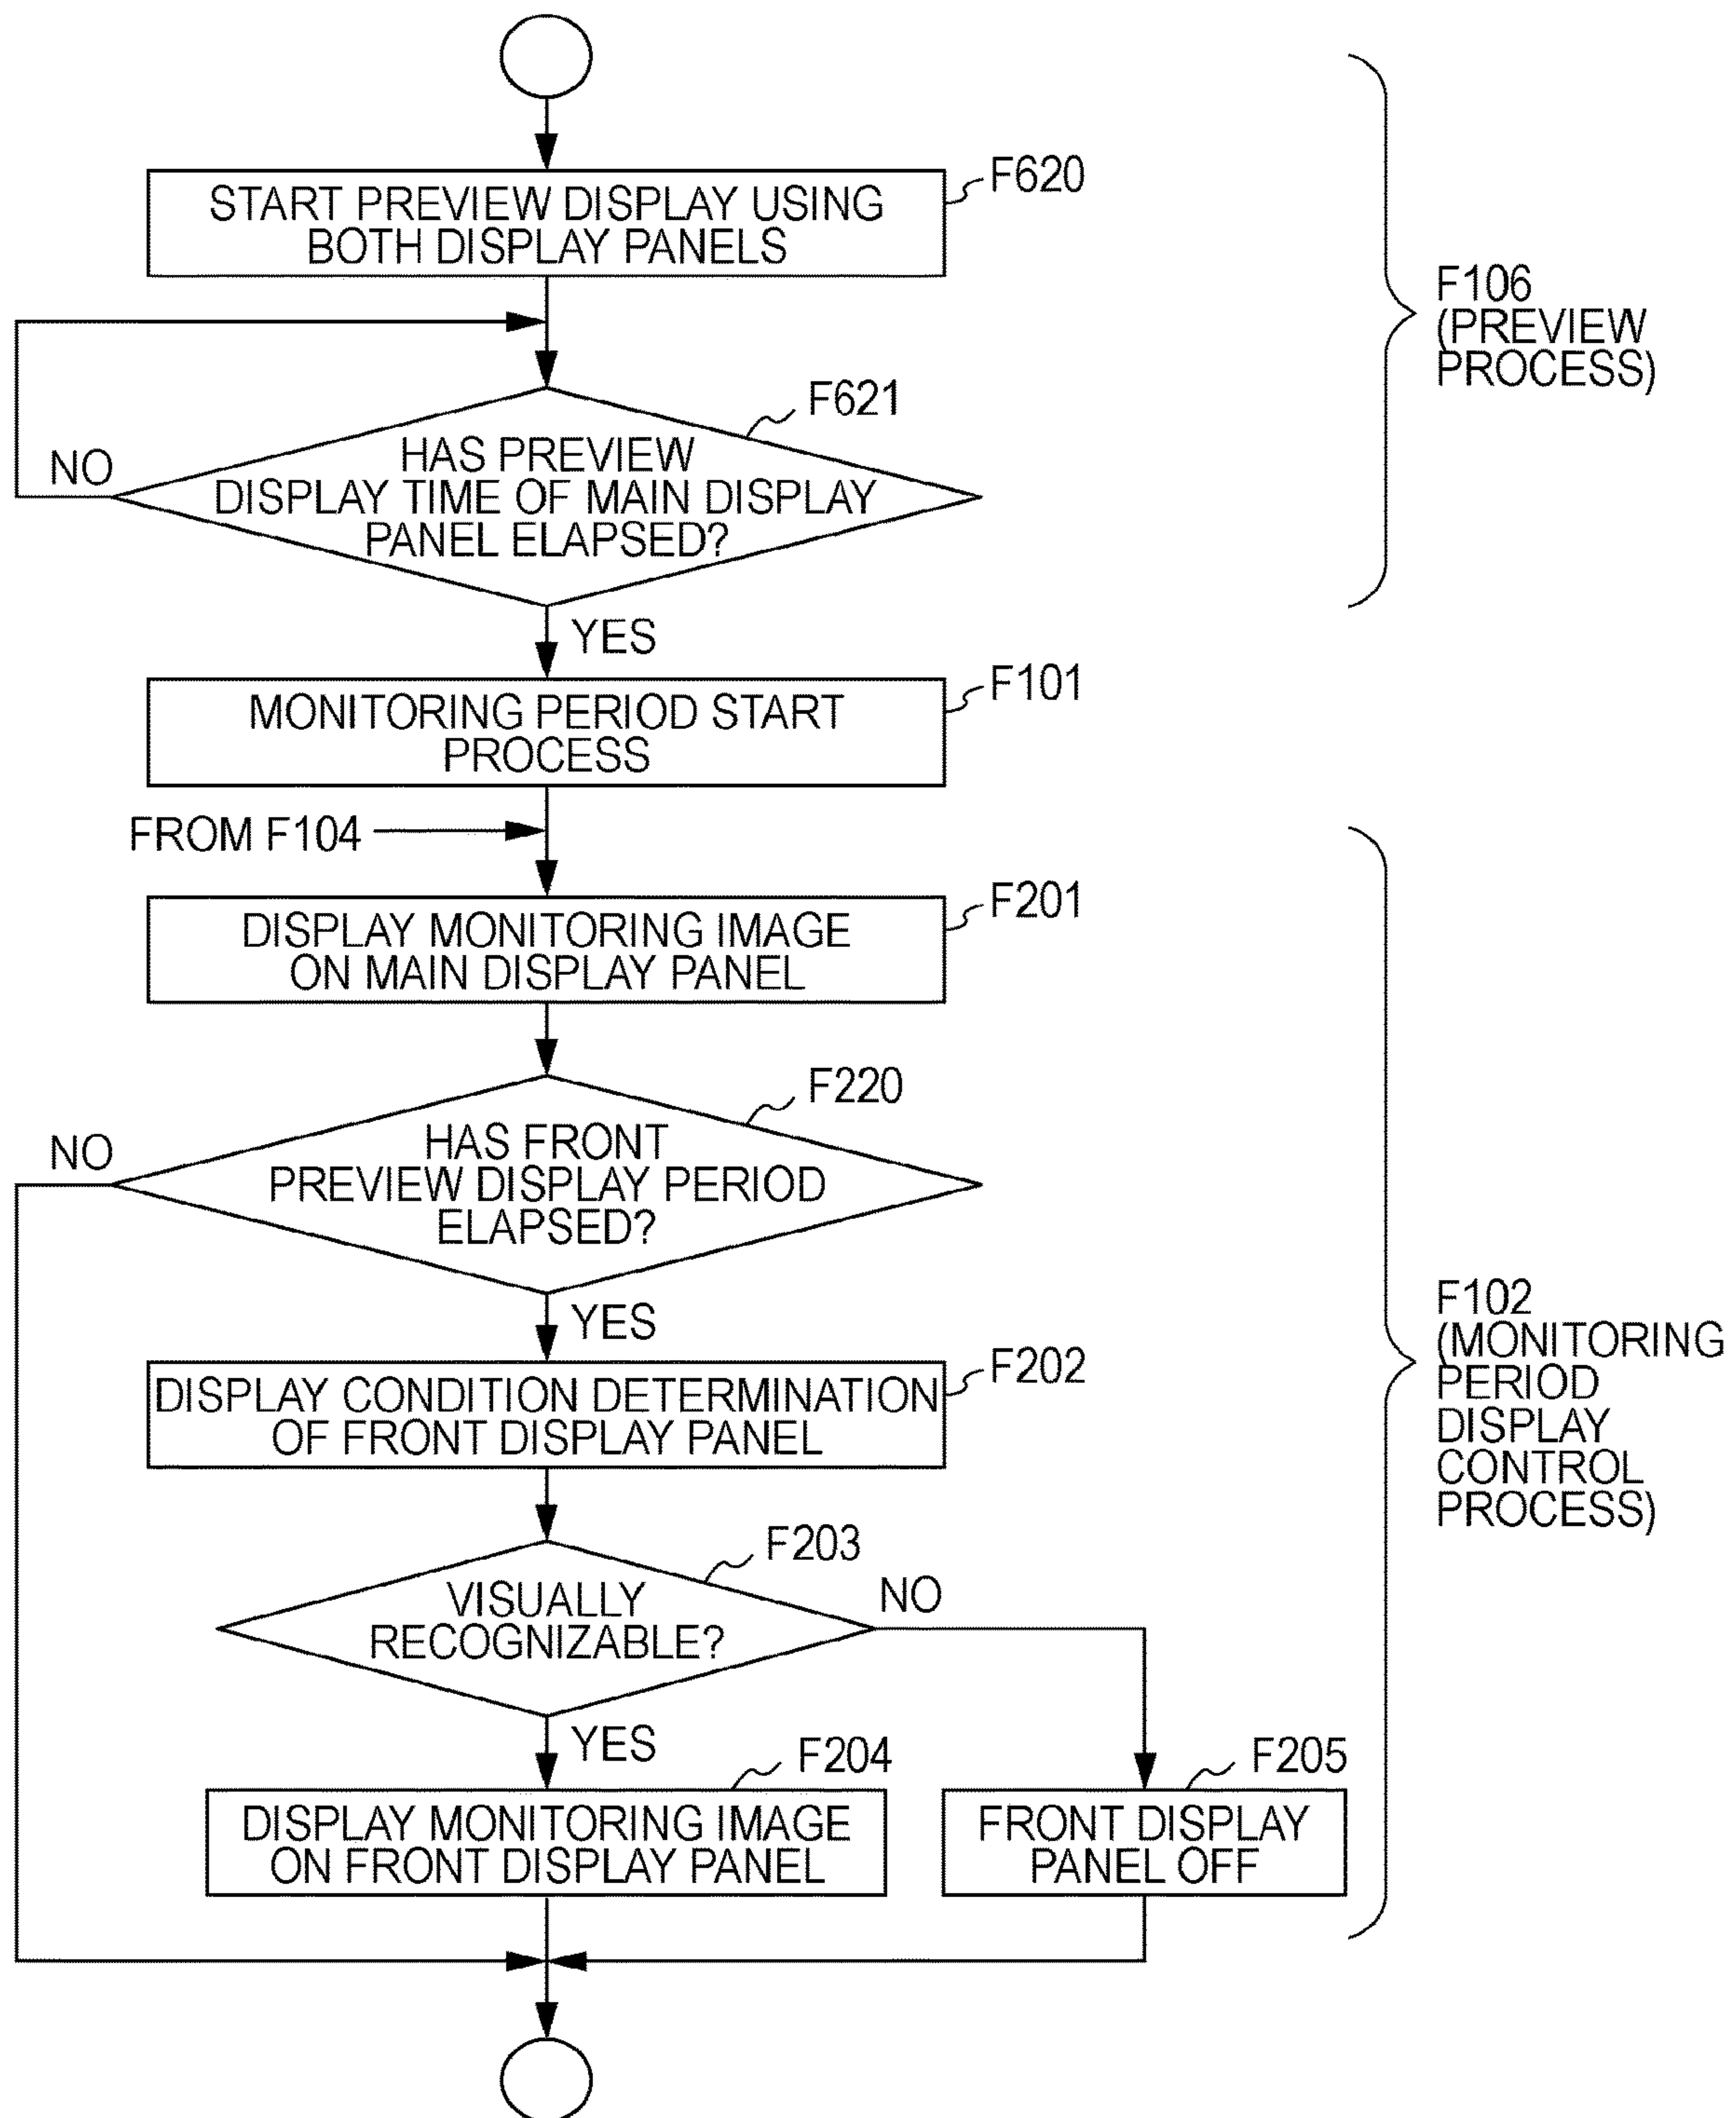 START PREVIEW DISPLAY USING
BOTH DISPLAY PANELS
F620
F106
(PREVIEW
PROCESS)
F621
HAS PREVIEW
DISPLAY TIME OF MAIN DISPLAY
PANEL ELAPSED?
NO
YES
F101
MONITORING PERIOD START
PROCESS
FROM F104
F201
DISPLAY MONITORING IMAGE
ON MAIN DISPLAY PANEL
F220
HAS FRONT
PREVIEW DISPLAY PERIOD
ELAPSED?
NO
YES
F102
(MONITORING
PERIOD
DISPLAY
CONTROL
PROCESS)
F202
DISPLAY CONDITION DETERMINATION
OF FRONT DISPLAY PANEL
F203
VISUALLY
RECOGNIZABLE?
NO
YES
F204
DISPLAY MONITORING IMAGE
ON FRONT DISPLAY PANEL
F205
FRONT DISPLAY
PANEL OFF